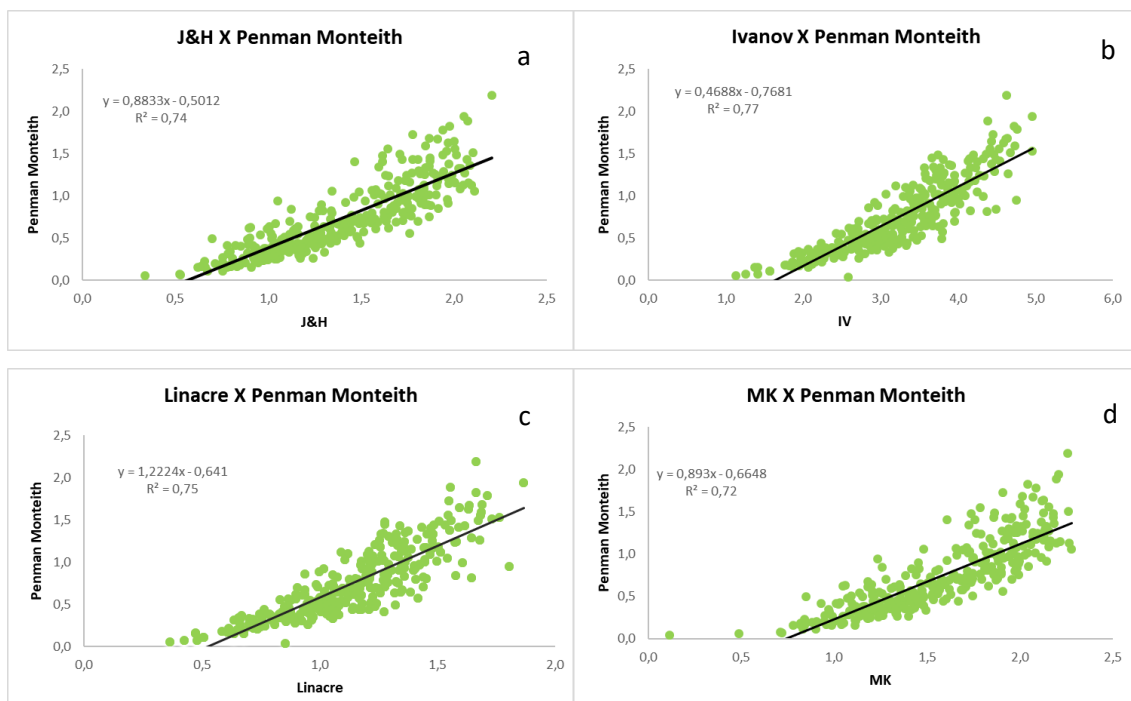 J&H X Penman Monteith
a
y = 0,8833x - 0,5012
R² = 0,74
Penman Monteith
2,5
2,0
1,5
1,0
0,5
0,0
0,0 0,5 1,0 1,5 2,0 2,5
J&H
Ivanov X Penman Monteith
b
y = 0,4688x - 0,7681
R² = 0,77
Penman Monteith
2,5
2,0
1,5
1,0
0,5
0,0
0,0 1,0 2,0 3,0 4,0 5,0 6,0
IV
Linacre X Penman Monteith
c
y = 1,2224x - 0,641
R² = 0,75
Penman Monteith
2,5
2,0
1,5
1,0
0,5
0,0
0,0 0,5 1,0 1,5 2,0
Linacre
MK X Penman Monteith
d
y = 0,893x - 0,6648
R² = 0,72
Penman Monteith
2,5
2,0
1,5
1,0
0,5
0,0
0,0 0,5 1,0 1,5 2,0 2,5
MK